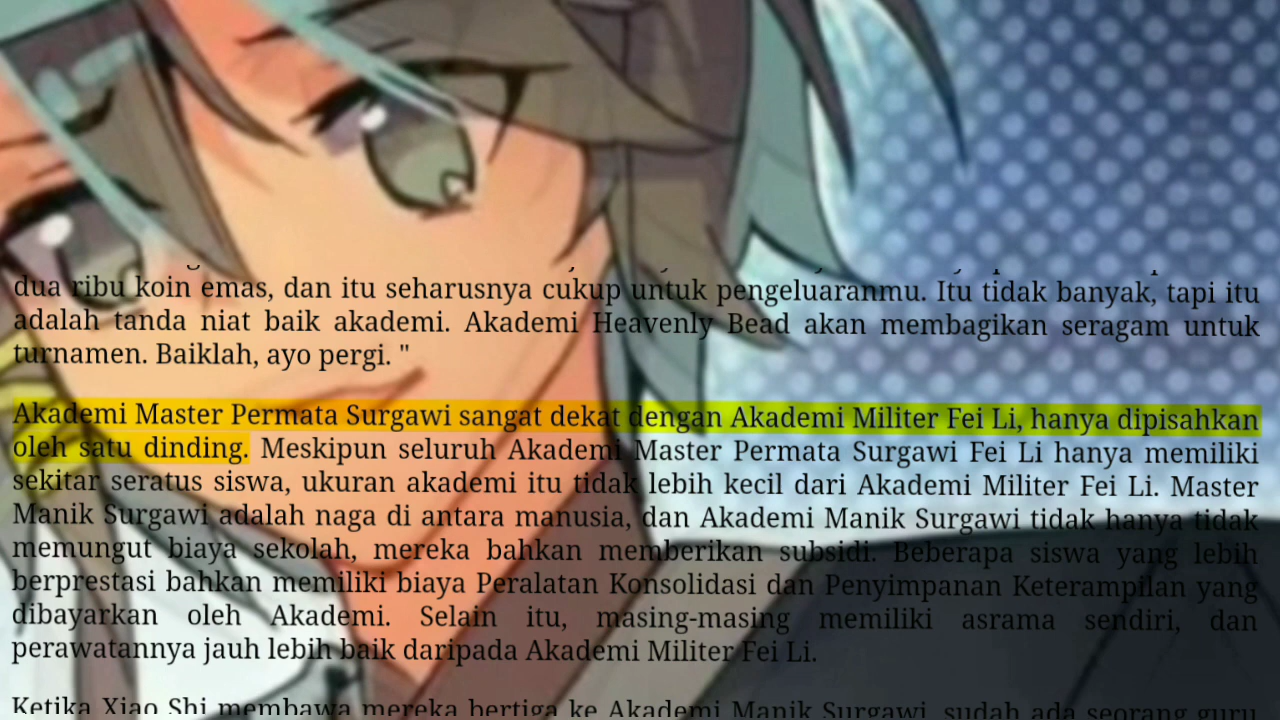 dua ribu koin emas, dan itu seharusnya cukup untuk pengeluaranmu. Itu tidak banyak, tapi itu
adalah tanda niat baik akademi. Akademi Heavenly Bead akan membagikan seragam untuk
turnamen. Baiklah, ayo pergi. "
Akademi Master Permata Surgawi sangat dekat dengan Akademi Militer Fei Li, hanya dipisahkan
oleh satu dinding. Meskipun seluruh Akademi Master Permata Surgawi Fei Li hanya memiliki
sekitar seratus siswa, ukuran akademi itu tidak lebih kecil dari Akademi Militer Fei Li. Master
Manik Surgawi adalah naga di antara manusia, dan Akademi Manik Surgawi tidak hanya tidak
memungut biaya sekolah, mereka bahkan memberikan subsidi. Beberapa siswa yang lebih
berprestasi bahkan memiliki biaya Peralatan Konsolidasi dan Penyimpanan Keterampilan yang
dibayarkan oleh Akademi. Selain itu, masing-masing memiliki asrama sendiri, dan
perawatannya jauh lebih baik daripada Akademi Militer Fei Li.
Ketika Xiao Shi membawa mereka bertiga ke Akademi Manik Surgawi, sudah ada seorang guru